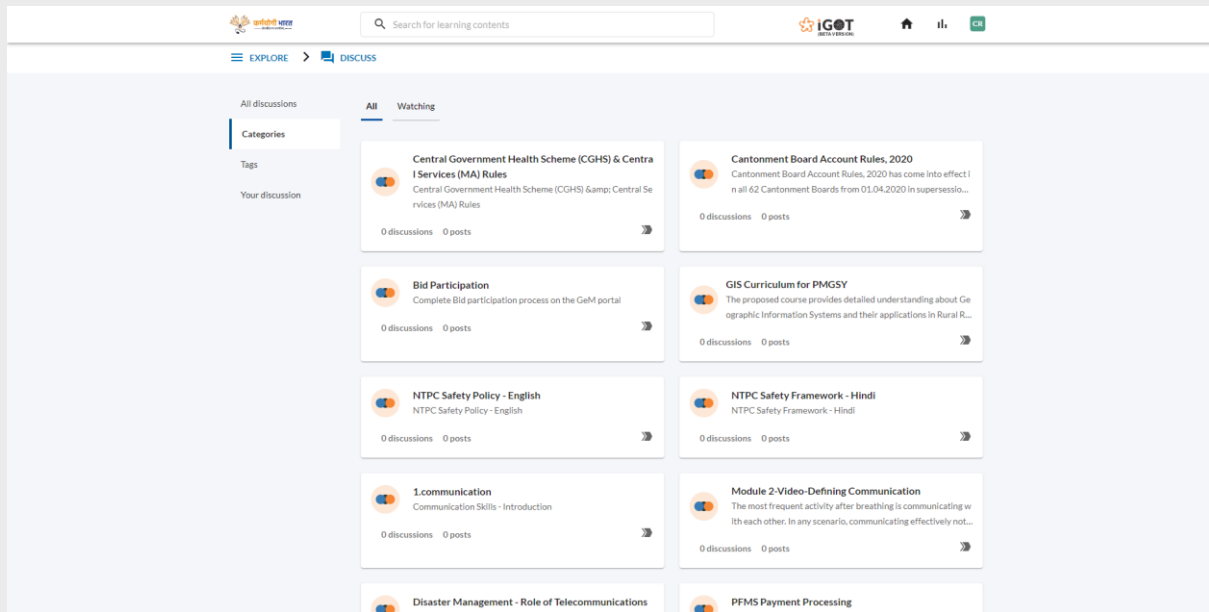 कर्मयोगी भारत
Search for learning contents
iGOT
(BETA VERSION)
CR
EXPLORE
DISCUSS
All discussions
Categories
Tags
Your discussion
All
Watching
Central Government Health Scheme (CGHS) & Centra
l Services (MA) Rules
Central Government Health Scheme (CGHS) &amp; Central Se
rvices (MA) Rules
0 discussions 0 posts
Cantonment Board Account Rules, 2020
Cantonment Board Account Rules, 2020 has come into effect i
n all 62 Cantonment Boards from 01.04.2020 in supersessio...
0 discussions 0 posts
Bid Participation
Complete Bid participation process on the GeM portal
0 discussions 0 posts
GIS Curriculum for PMGSY
The proposed course provides detailed understanding about Ge
ographic Information Systems and their applications in Rural R...
0 discussions 0 posts
NTPC Safety Policy - English
NTPC Safety Policy - English
0 discussions 0 posts
NTPC Safety Framework - Hindi
NTPC Safety Framework - Hindi
0 discussions 0 posts
1.communication
Communication Skills - Introduction
0 discussions 0 posts
Module 2-Video-Defining Communication
The most frequent activity after breathing is communicating w
ith each other. In any scenario, communicating effectively not...
0 discussions 0 posts
Disaster Management - Role of Telecommunications
PFMS Payment Processing